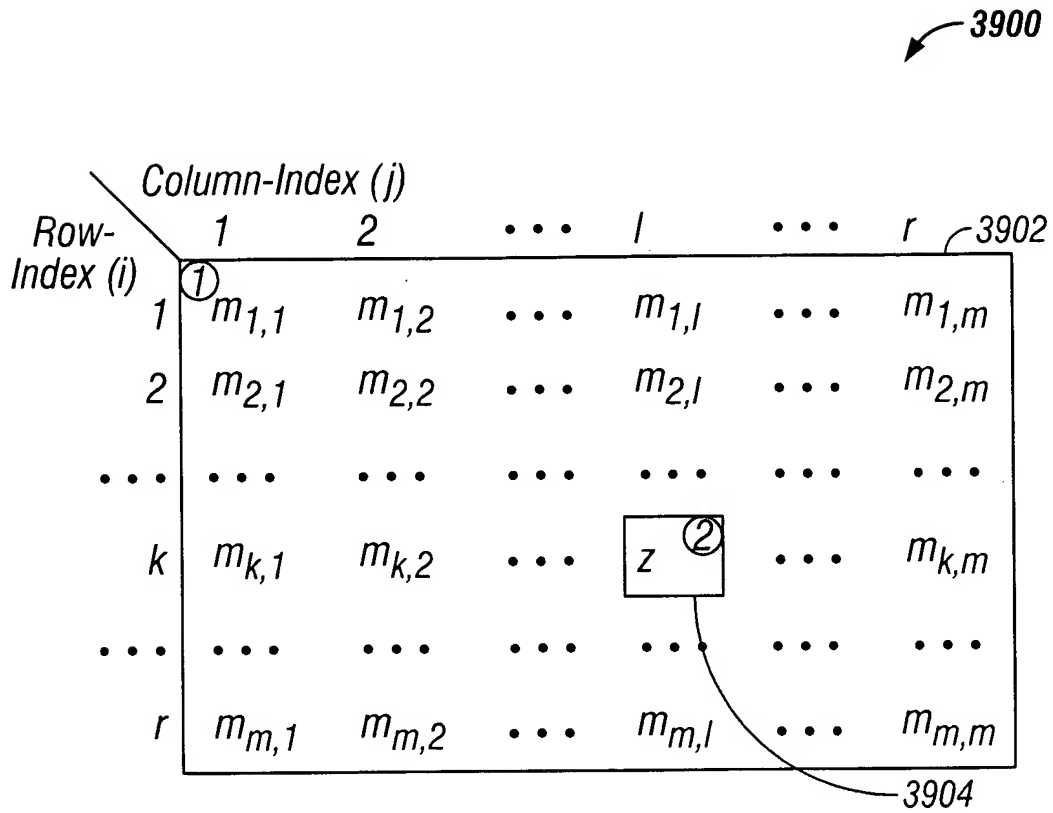 3900
Column-Index (j)
Row-Index (i)
1 2 ••• l ••• r 3902
1
1 m1,1 m1,2 ••• m1,l ••• m1,m
2 m2,1 m2,2 ••• m2,l ••• m2,m
••• ••• ••• ••• ••• ••• •••
2
k mk,1 mk,2 ••• z ••• mk,m
••• ••• ••• ••• ••• ••• •••
r mm,1 mm,2 ••• mm,l ••• mm,m
3904